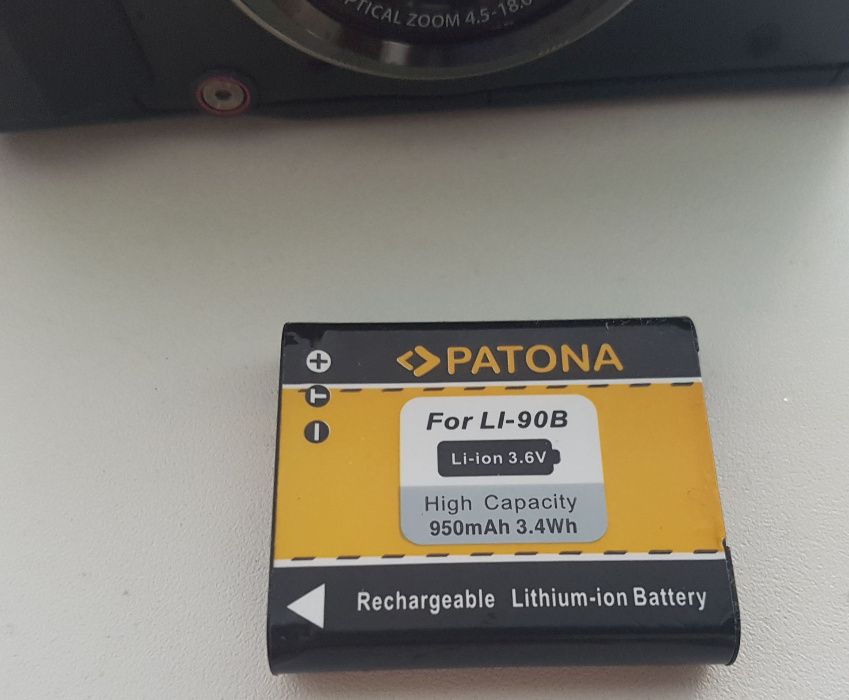 OPTICAL ZOOM 4.5-18.0
PATONA
For LI-90B
Li-ion 3.6V
High Capacity
950mAh 3.4Wh
Rechargeable Lithium-ion Battery
+
T
-